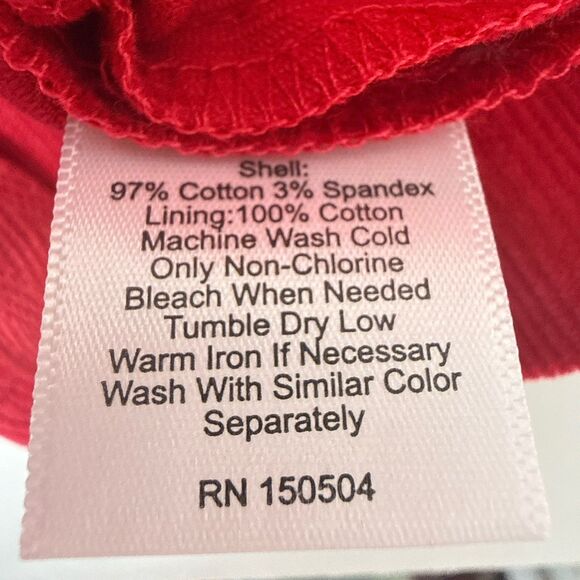 Shell:
97% Cotton 3% Spandex
Lining:100% Cotton
Machine Wash Cold
Only Non-Chlorine
Bleach When Needed
Tumble Dry Low
Warm Iron If Necessary
Wash With Similar Color
Separately
RN 150504